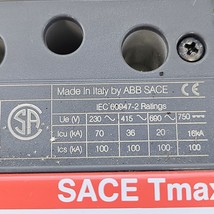 Made in Italy by ABB SACE CE
SA
IEC 60947-2 Ratings
Ue (V) 230 ~ 415 ~ 690 ~ 750 ⎓
Icu (kA) 70 36 20 16kA
Ics (kA) 100 100 100 100
SACE Tmax